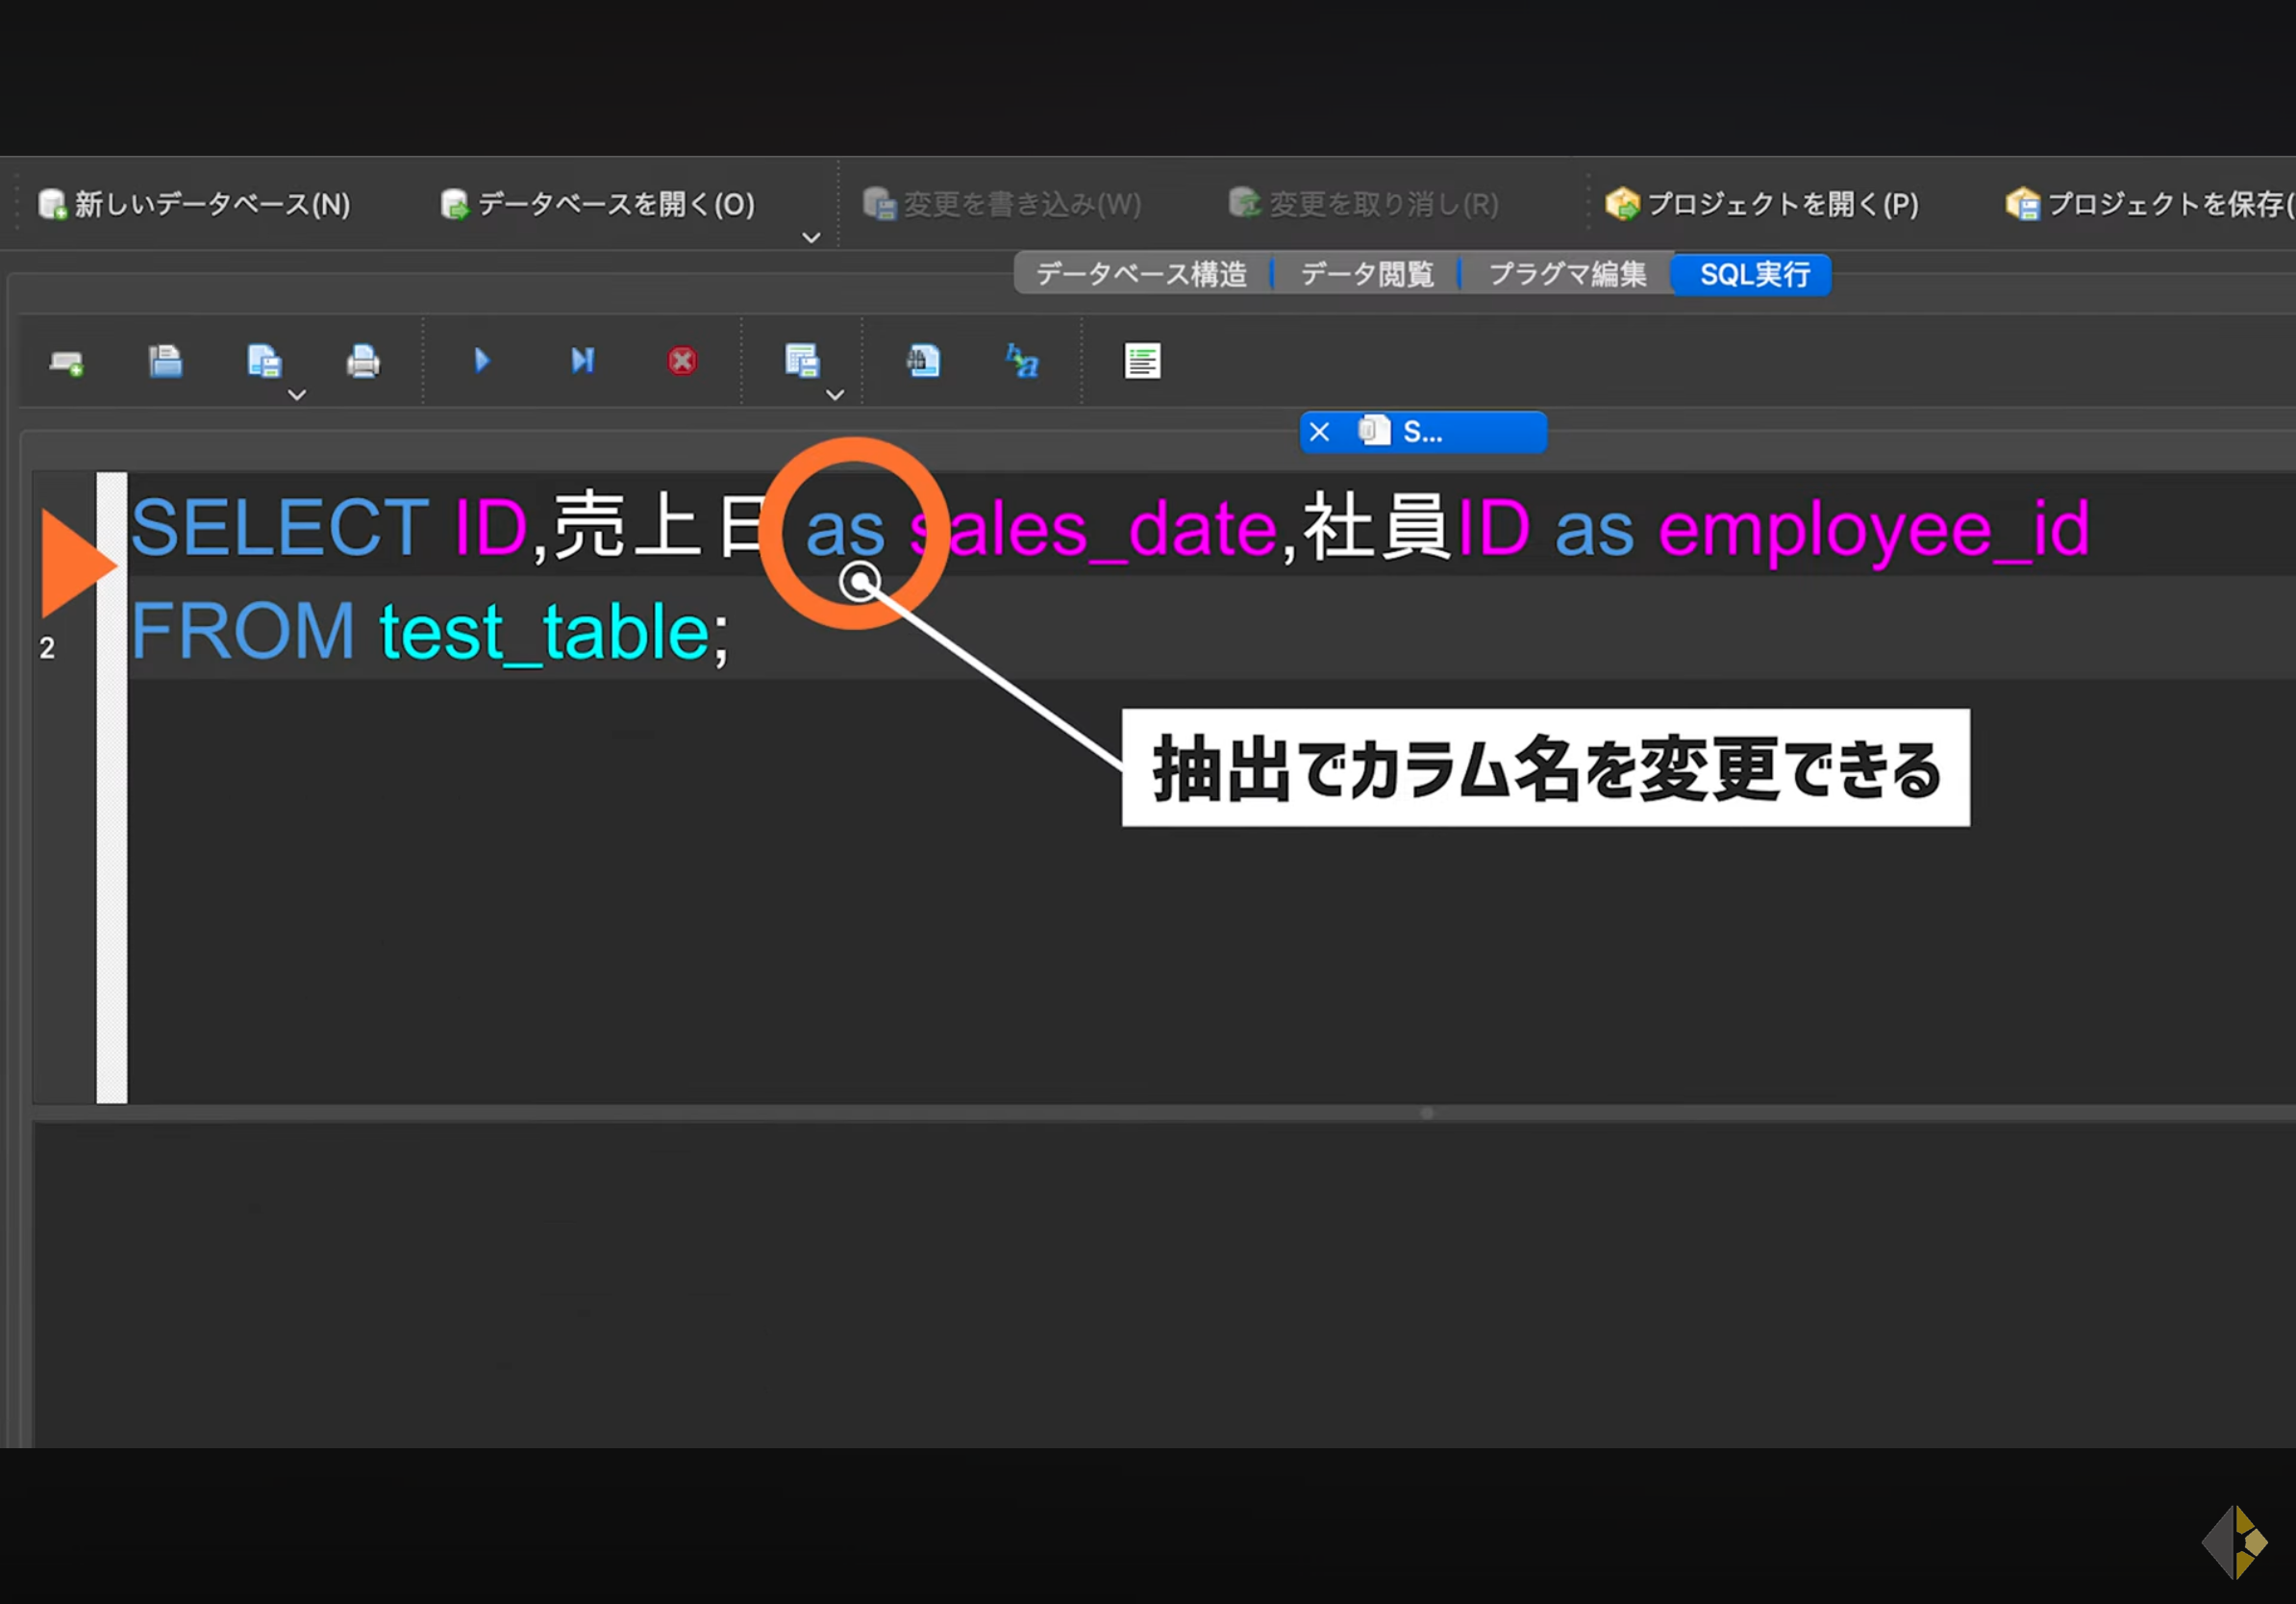 新しいデータベース(N) データベースを開く(O) 変更を書き込み(W) 変更を取り消し(R) プロジェクトを開く(P) プロジェクトを保存(
データベース構造 データ閲覧 プラグマ編集 SQL実行
S...
SELECT ID,売上日 as sales_date,社員ID as employee_id
2 FROM test_table;
抽出でカラム名を変更できる